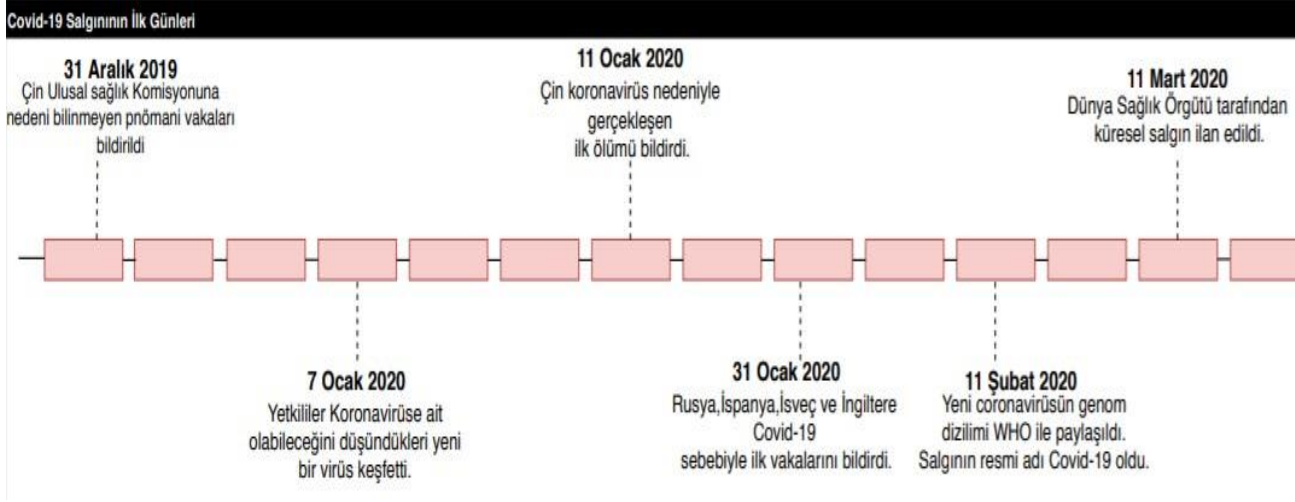 Covid-19 Salgınının İlk Günleri
31 Aralık 2019
Çin Ulusal sağlık Komisyonuna
nedeni bilinmeyen pnömani vakaları
bildirildi
11 Ocak 2020
Çin koronavirüs nedeniyle
gerçekleşen
ilk ölümü bildirdi.
11 Mart 2020
Dünya Sağlık Örgütü tarafından
küresel salgın ilan edildi.
7 Ocak 2020
Yetkililer Koronavirüse ait
olabileceğini düşündükleri yeni
bir virüs keşfetti.
31 Ocak 2020
Rusya,İspanya,İsveç ve İngiltere
Covid-19
sebebiyle ilk vakalarını bildirdi.
11 Şubat 2020
Yeni coronavirüsün genom
dizilimi WHO ile paylaşıldı.
Salgının resmi adı Covid-19 oldu.